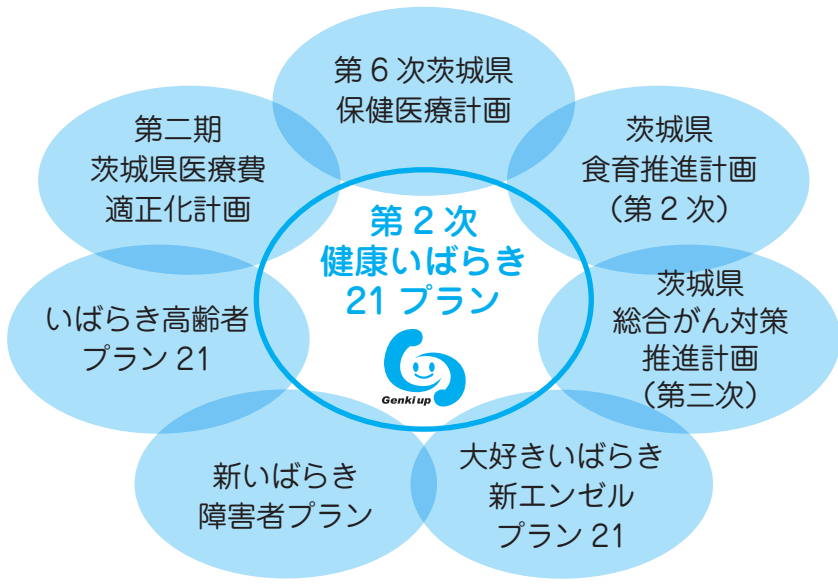 第6次茨城県
保健医療計画
第二期
茨城県医療費
適正化計画
茨城県
食育推進計画
（第2次）
第2次
健康いばらき
21プラン
Genki up
いばらき高齢者
プラン21
茨城県
総合がん対策
推進計画
（第三次）
新いばらき
障害者プラン
大好きいばらき
新エンゼル
プラン21